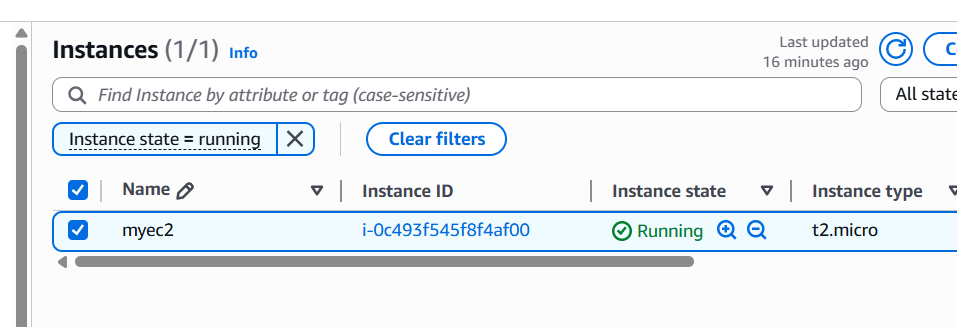 Instances (1/1) Info
Last updated
16 minutes ago
Find Instance by attribute or tag (case-sensitive)
All state
Instance state = running
Clear filters
Name Instance ID Instance state Instance type
myec2 i-0c493f545f8f4af00 Running t2.micro